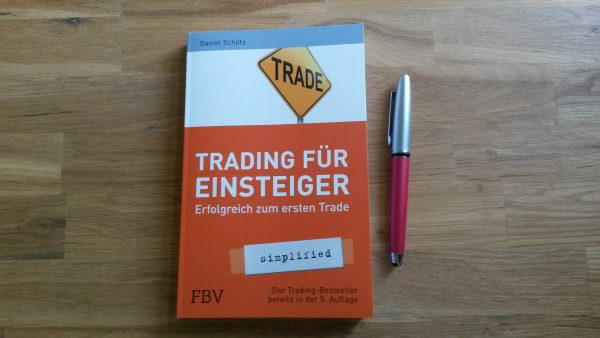 Daniel Schütz
TRADE
TRADING FÜR
EINSTEIGER
Erfolgreich zum ersten Trade
simplified
Der Trading-Bestseller
bereits in der 5. Auflage
FBV